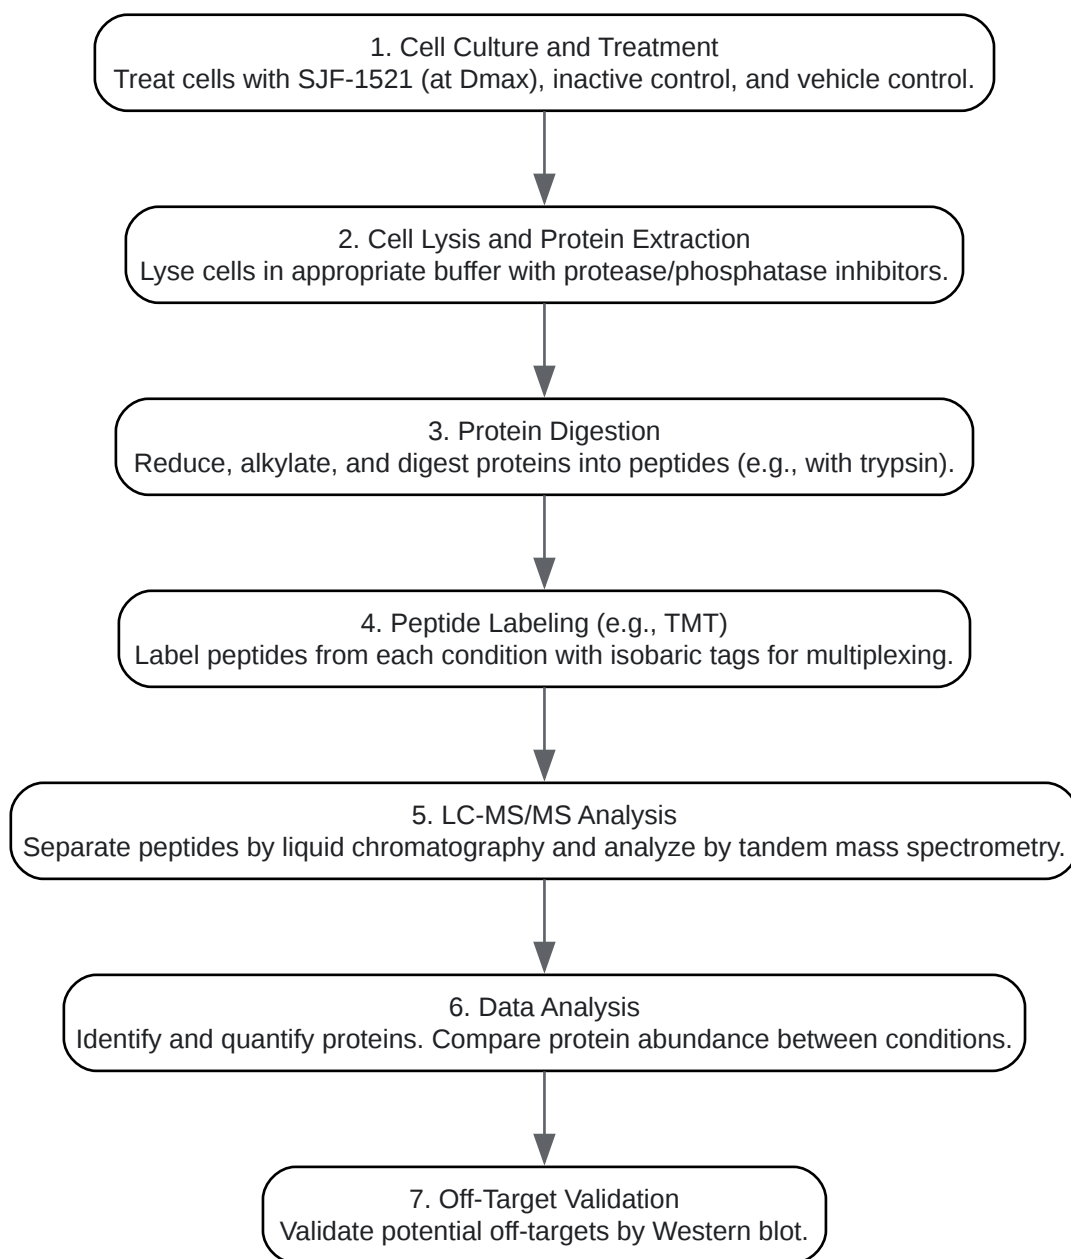 1. Cell Culture and Treatment
Treat cells with SJF-1521 (at Dmax), inactive control, and vehicle control.
2. Cell Lysis and Protein Extraction
Lyse cells in appropriate buffer with protease/phosphatase inhibitors.
3. Protein Digestion
Reduce, alkylate, and digest proteins into peptides (e.g., with trypsin).
4. Peptide Labeling (e.g., TMT)
Label peptides from each condition with isobaric tags for multiplexing.
5. LC-MS/MS Analysis
Separate peptides by liquid chromatography and analyze by tandem mass spectrometry.
6. Data Analysis
Identify and quantify proteins. Compare protein abundance between conditions.
7. Off-Target Validation
Validate potential off-targets by Western blot.